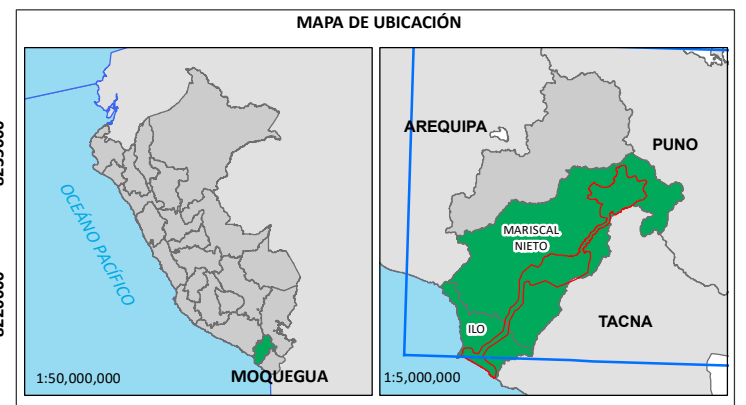 MAPA DE UBICACIÓN
OCEÁNO PACÍFICO
1:50,000,000
MOQUEGUA
AREQUIPA
PUNO
MARISCAL
NIETO
ILO
TACNA
1:5,000,000